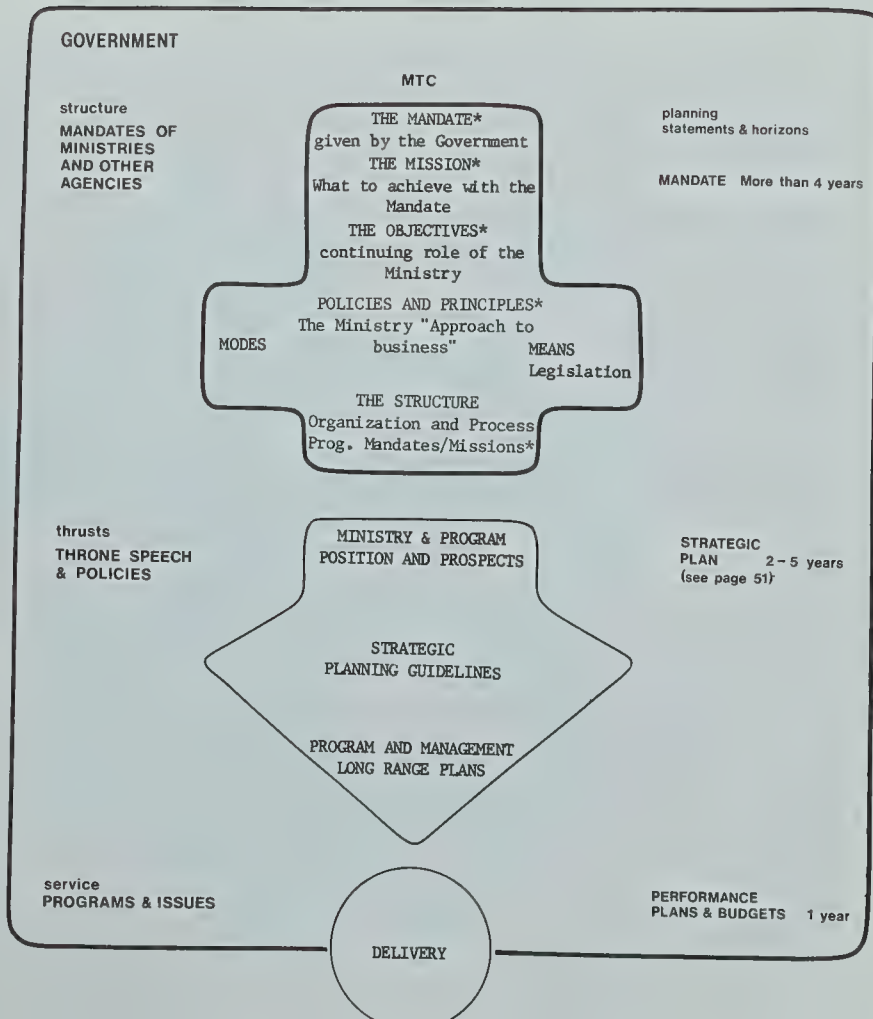 GOVERNMENT
MTC
structure
MANDATES OF
MINISTRIES
AND OTHER
AGENCIES
THE MANDATE*
given by the Government
THE MISSION*
What to achieve with the
Mandate
THE OBJECTIVES*
continuing role of the
Ministry
planning
statements & horizons
MANDATE More than 4 years
POLICIES AND PRINCIPLES*
The Ministry "Approach to
business"
MODES
MEANS
Legislation
THE STRUCTURE
Organization and Process
Prog. Mandates/Missions*
thrusts
THRONE SPEECH
& POLICIES
MINISTRY & PROGRAM
POSITION AND PROSPECTS
STRATEGIC
PLAN 2-5 years
(see page 51)
STRATEGIC
PLANNING GUIDELINES
PROGRAM AND MANAGEMENT
LONG RANGE PLANS
service
PROGRAMS & ISSUES
PERFORMANCE
PLANS & BUDGETS 1 year
DELIVERY